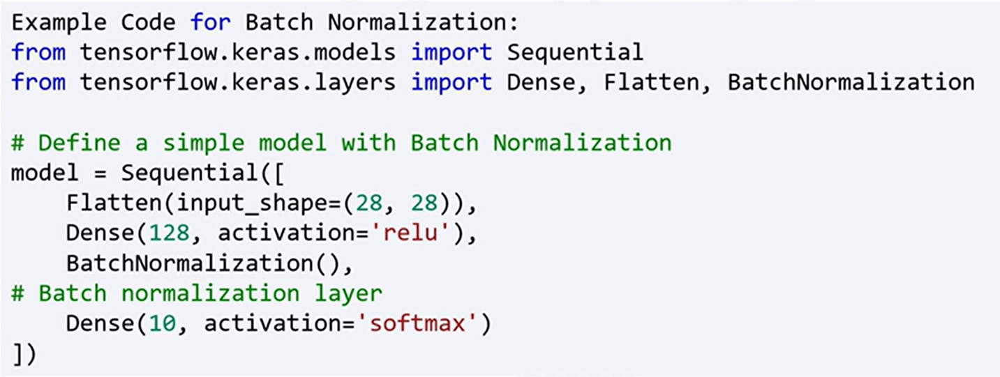 Example Code for Batch Normalization:
from tensorflow.keras.models import Sequential
from tensorflow.keras.layers import Dense, Flatten, BatchNormalization

# Define a simple model with Batch Normalization
model = Sequential([
    Flatten(input_shape=(28, 28)),
    Dense(128, activation='relu'),
    BatchNormalization(),
# Batch normalization layer
    Dense(10, activation='softmax')
])